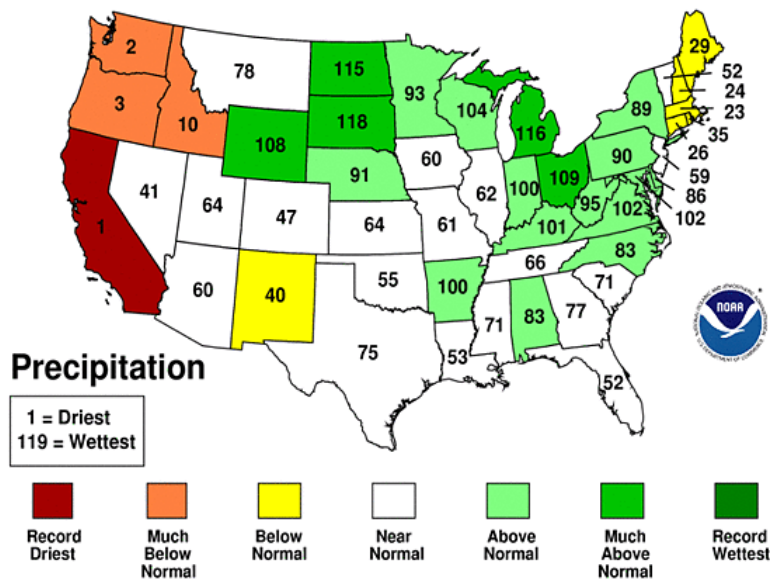 2
3
10
78
115
118
108
93
104
116
29
52
24
23
35
26
59
86
102
89
90
1
41
64
47
91
60
62
100
109
95
102
101
64
61
66
83
60
40
55
100
71
83
77
71
75
53
52
NOAA
Precipitation
1 = Driest
119 = Wettest
Record
Driest
Much
Below
Normal
Below
Normal
Near
Normal
Above
Normal
Much
Above
Normal
Record
Wettest